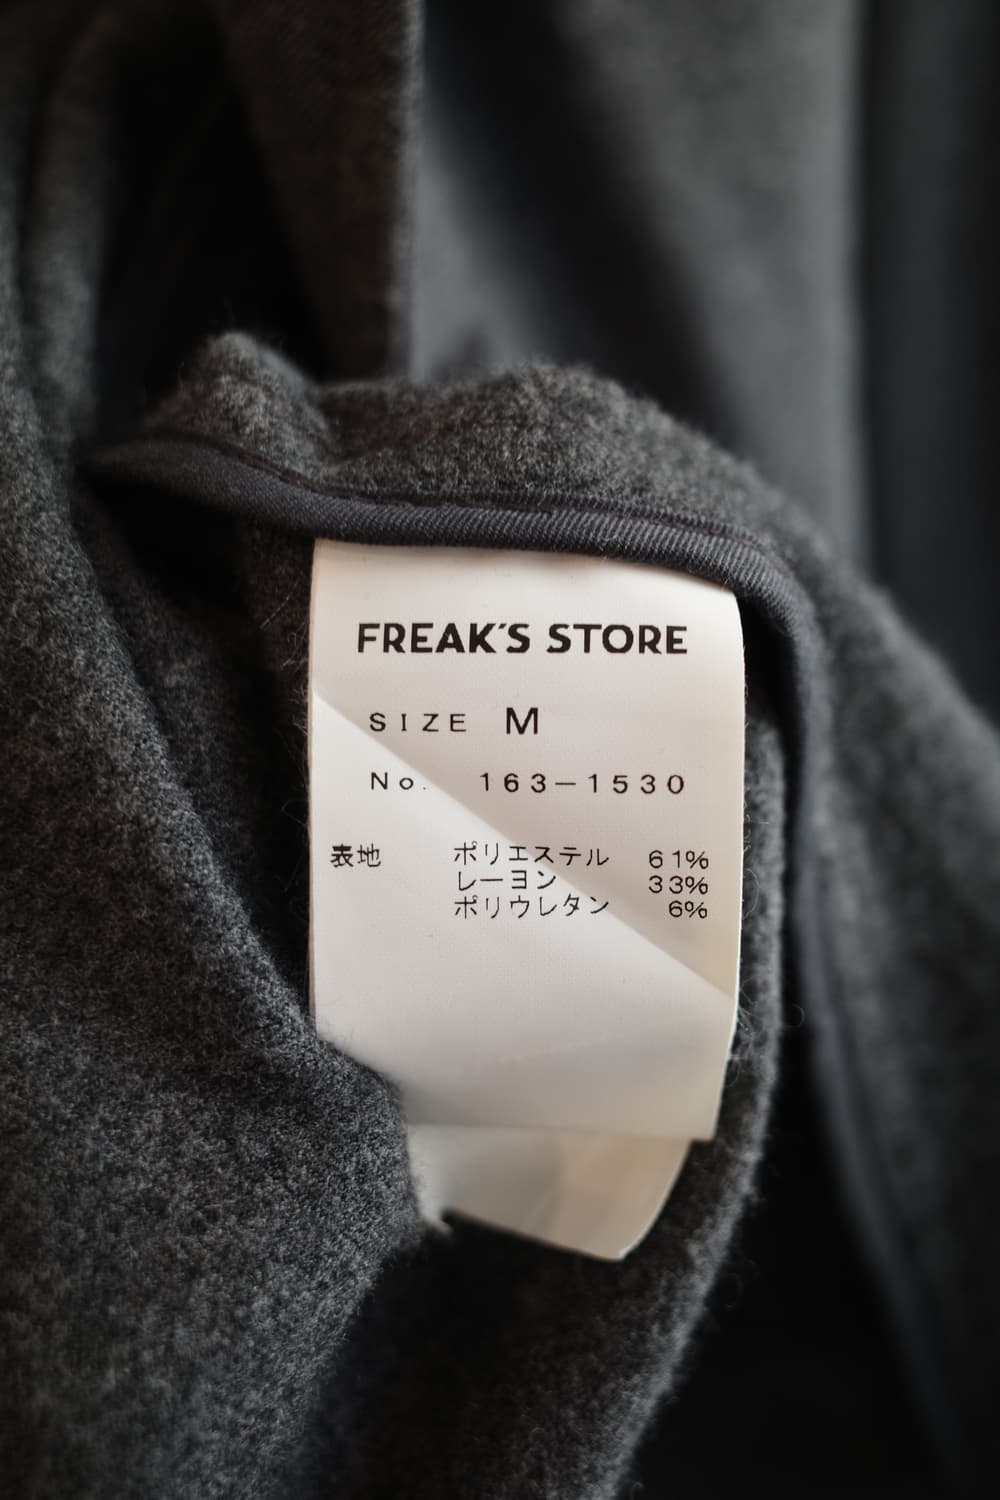 FREAK'S STORE
SIZE M
No. 163-1530
表地 ポリエステル 61%
レーヨン 33%
ポリウレタン 6%